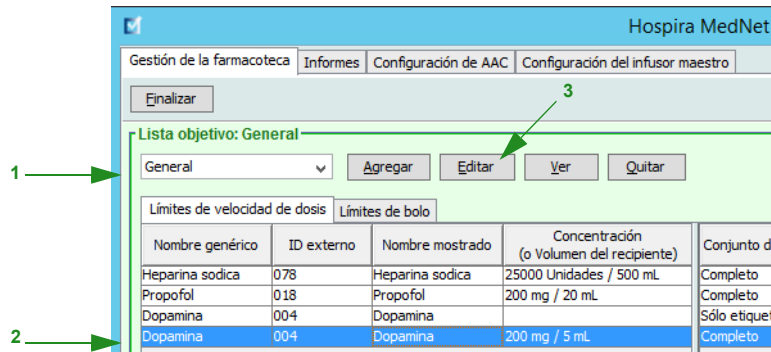 Hospira MedNet
Gestión de la farmacoteca Informes Configuración de AAC Configuración del infusor maestro
Finalizar
3
Lista objetivo: General
1
General Agregar Editar Ver Quitar
Límites de velocidad de dosis Límites de bolo
Nombre genérico ID externo Nombre mostrado Concentración
(o Volumen del recipiente) Conjunto d
Heparina sodica 078 Heparina sodica 25000 Unidades / 500 mL Completo
Propofol 018 Propofol 200 mg / 20 mL Completo
Dopamina 004 Dopamina Sólo etiquet
2
Dopamina 004 Dopamina 200 mg / 5 mL Completo